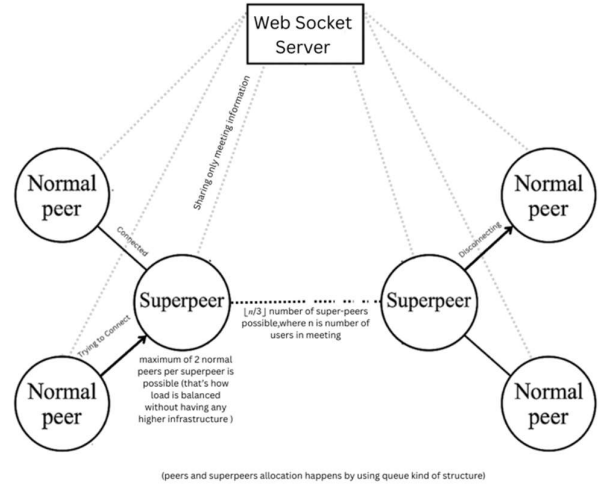 Web Socket
Server
Sharing only meeting information
Normal
peer
Normal
peer
Connected
Disconnecting
Superpeer
Superpeer
⌊n/3⌋ number of super-peers
possible,where n is number of
users in meeting
Trying to Connect
maximum of 2 normal
peers per superpeer is
possible (that's how
load is balanced
without having any
higher infrastructure )
Normal
peer
Normal
peer
(peers and superpeers allocation happens by using queue kind of structure)